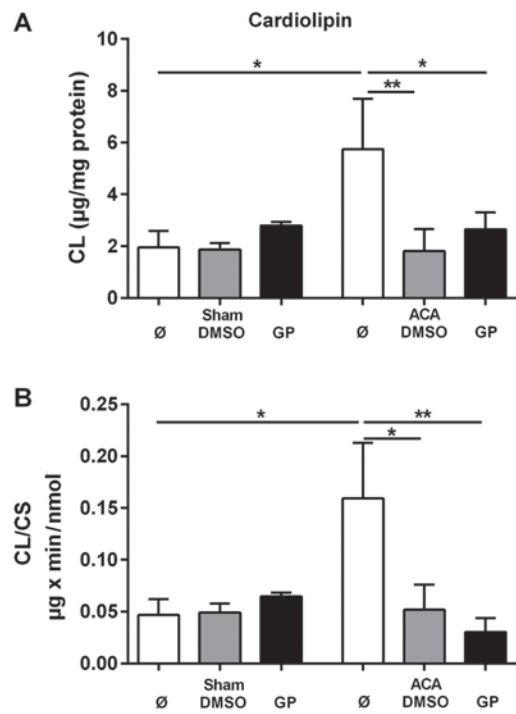 A
Cardiolipin
CL (µg/mg protein)
10
8
6
4
2
0
*
*
**
Sham ACA
Ø DMSO GP Ø DMSO GP
B
CL/CS
µg x min/nmol
0.25
0.20
0.15
0.10
0.05
0.00
*
**
*
Sham ACA
Ø DMSO GP Ø DMSO GP